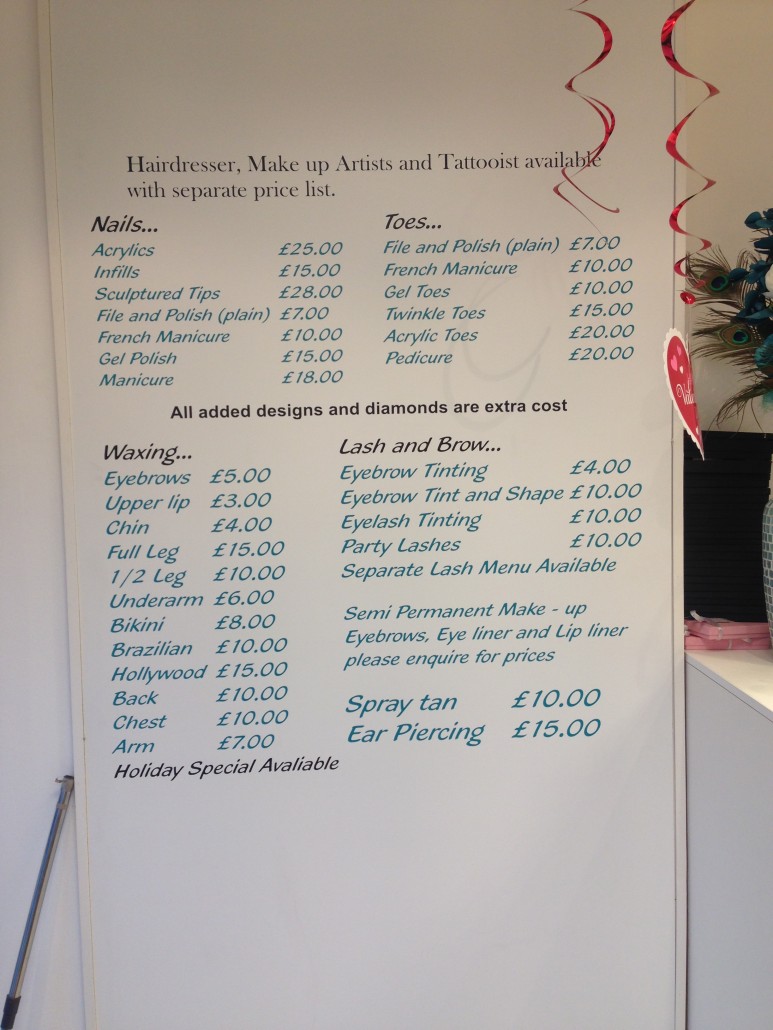 Hairdresser, Make up Artists and Tattooist available
with separate price list.
Nails...
Acrylics £25.00
Infills £15.00
Sculptured Tips £28.00
File and Polish (plain) £7.00
French Manicure £10.00
Gel Polish £15.00
Manicure £18.00
Toes...
File and Polish (plain) £7.00
French Manicure £10.00
Gel Toes £10.00
Twinkle Toes £15.00
Acrylic Toes £20.00
Pedicure £20.00
All added designs and diamonds are extra cost
Waxing...
Eyebrows £5.00
Upper lip £3.00
Chin £4.00
Full Leg £15.00
1/2 Leg £10.00
Underarm £6.00
Bikini £8.00
Brazilian £10.00
Hollywood £15.00
Back £10.00
Chest £10.00
Arm £7.00
Holiday Special Avaliable
Lash and Brow...
Eyebrow Tinting £4.00
Eyebrow Tint and Shape £10.00
Eyelash Tinting £10.00
Party Lashes £10.00
Separate Lash Menu Available
Semi Permanent Make - up
Eyebrows, Eye liner and Lip liner
please enquire for prices
Spray tan £10.00
Ear Piercing £15.00